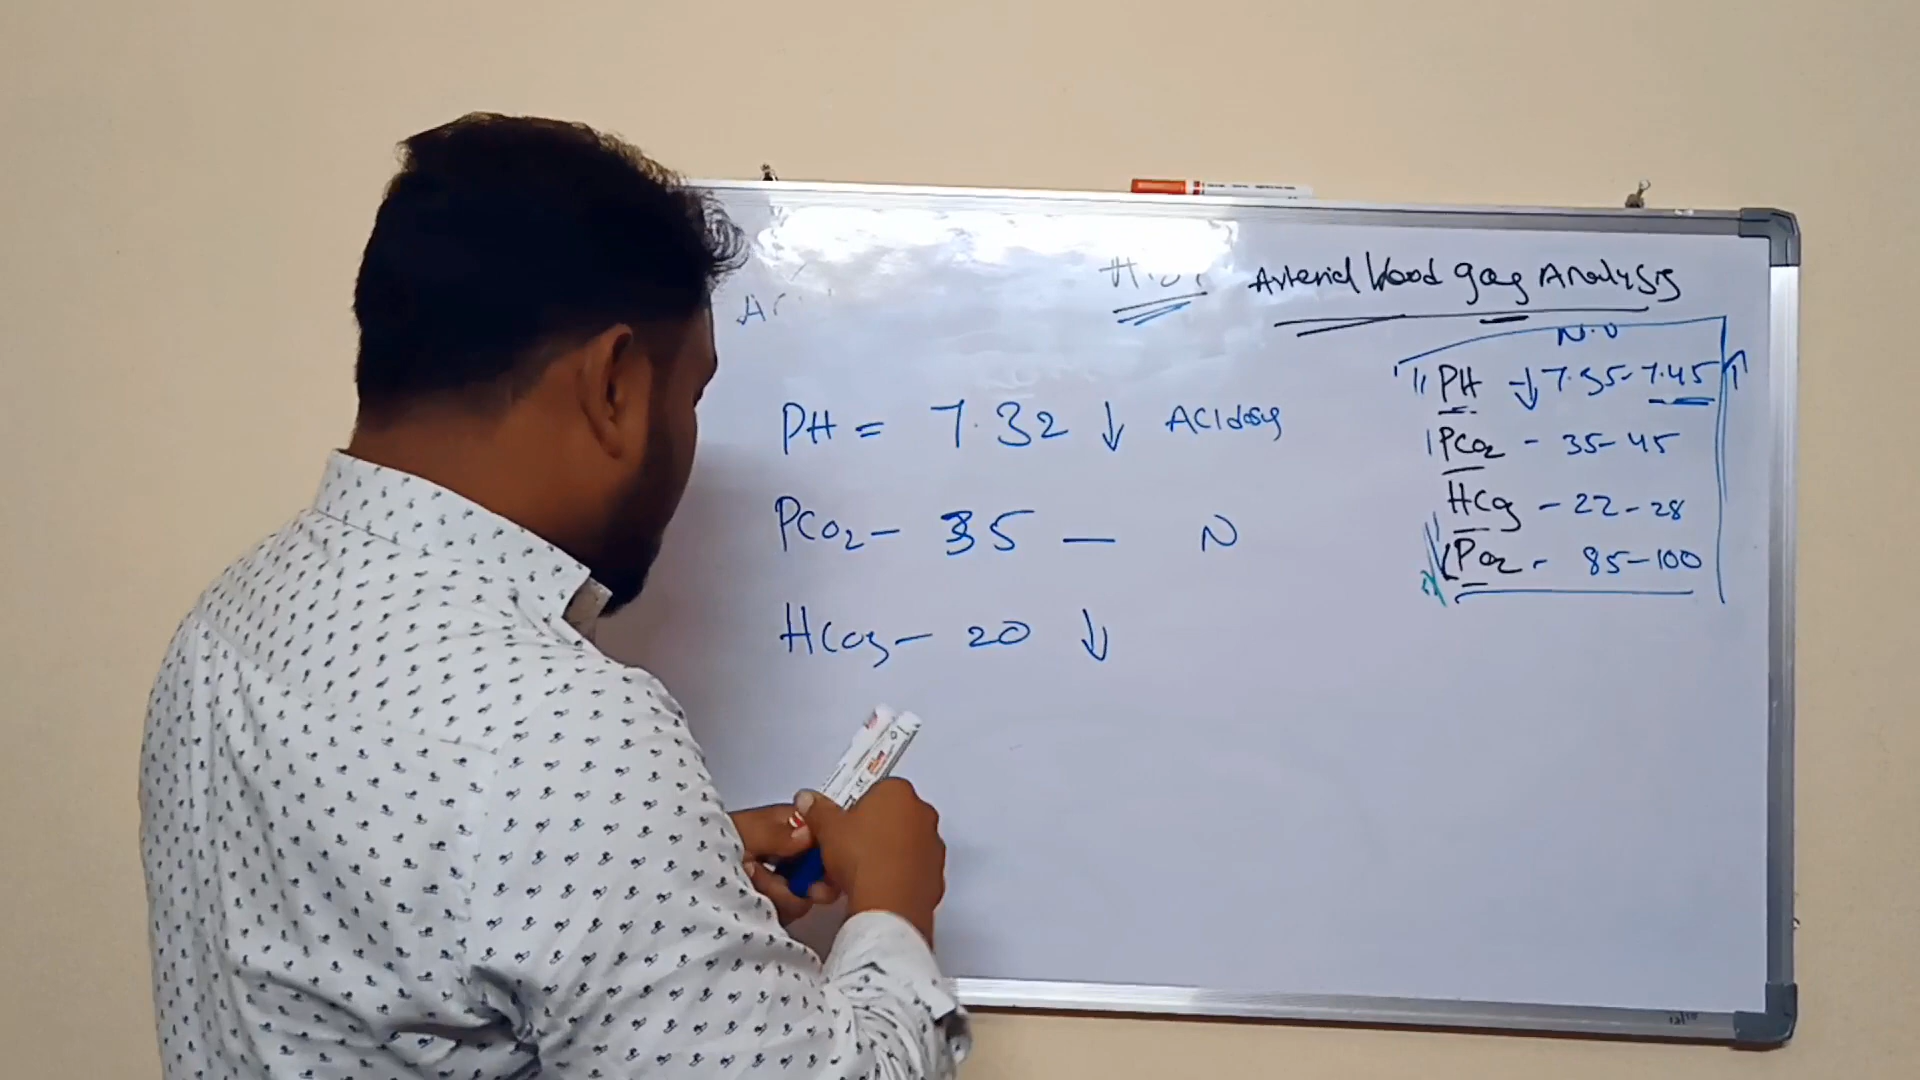 Arterial blood gas Analysis
N.V
PH - ↓ 7.35-7.45 ↑
PCO2 - 35-45
HCO3 - 22-28
PO2 - 85-100
PH = 7.32 ↓ Acidosis
PCO2 - 35 - N
HCO3 - 20 ↓